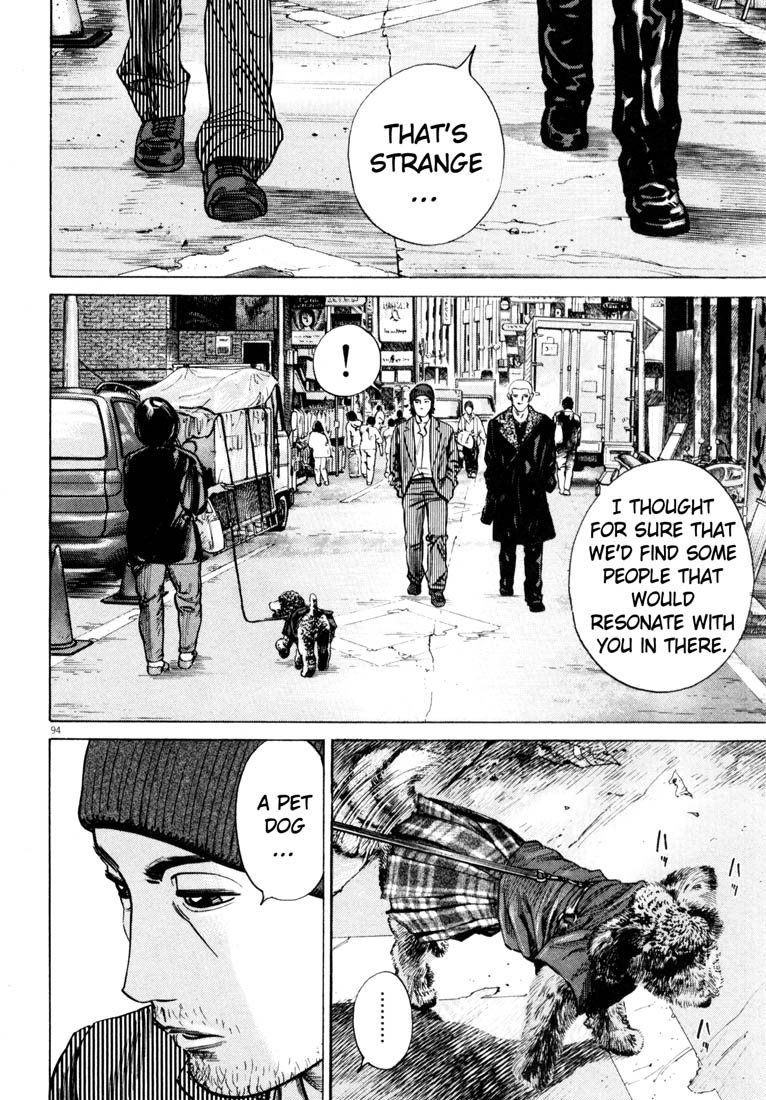 THAT'S
STRANGE
...
!
I THOUGHT
FOR SURE THAT
WE'D FIND SOME
PEOPLE THAT
WOULD
RESONATE WITH
YOU IN THERE.
94
.........
A PET
DOG
...